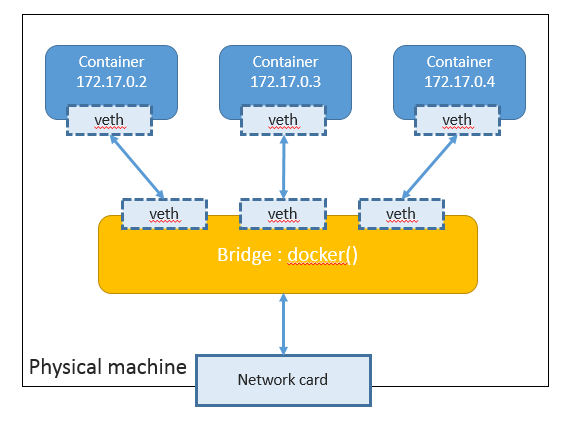 Container
172.17.0.2
Container
172.17.0.3
Container
172.17.0.4
veth
veth
veth
veth
veth
veth
Bridge : docker()
Physical machine
Network card